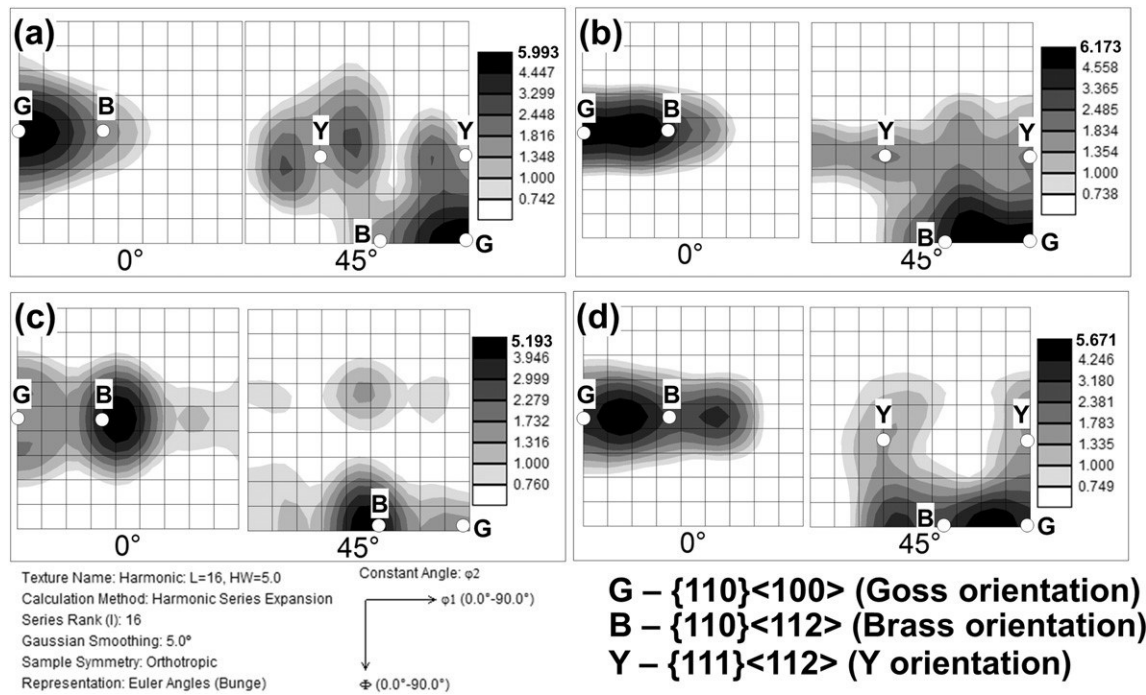 (a)
G
B
Y
Y
B
G
0°
45°
5.993
4.447
3.299
2.448
1.816
1.348
1.000
0.742
(b)
G
B
Y
Y
B
G
0°
45°
6.173
4.558
3.365
2.485
1.834
1.354
1.000
0.738
(c)
G
B
B
G
0°
45°
5.193
3.946
2.999
2.279
1.732
1.316
1.000
0.760
(d)
G
B
Y
Y
B
G
0°
45°
5.671
4.246
3.180
2.381
1.783
1.335
1.000
0.749
Texture Name: Harmonic: L=16, HW=5.0
Calculation Method: Harmonic Series Expansion
Series Rank (l): 16
Gaussian Smoothing: 5.0°
Sample Symmetry: Orthotropic
Representation: Euler Angles (Bunge)
Constant Angle: φ2
φ1 (0.0°-90.0°)
Φ (0.0°-90.0°)
G – {110}<100> (Goss orientation)
B – {110}<112> (Brass orientation)
Y – {111}<112> (Y orientation)